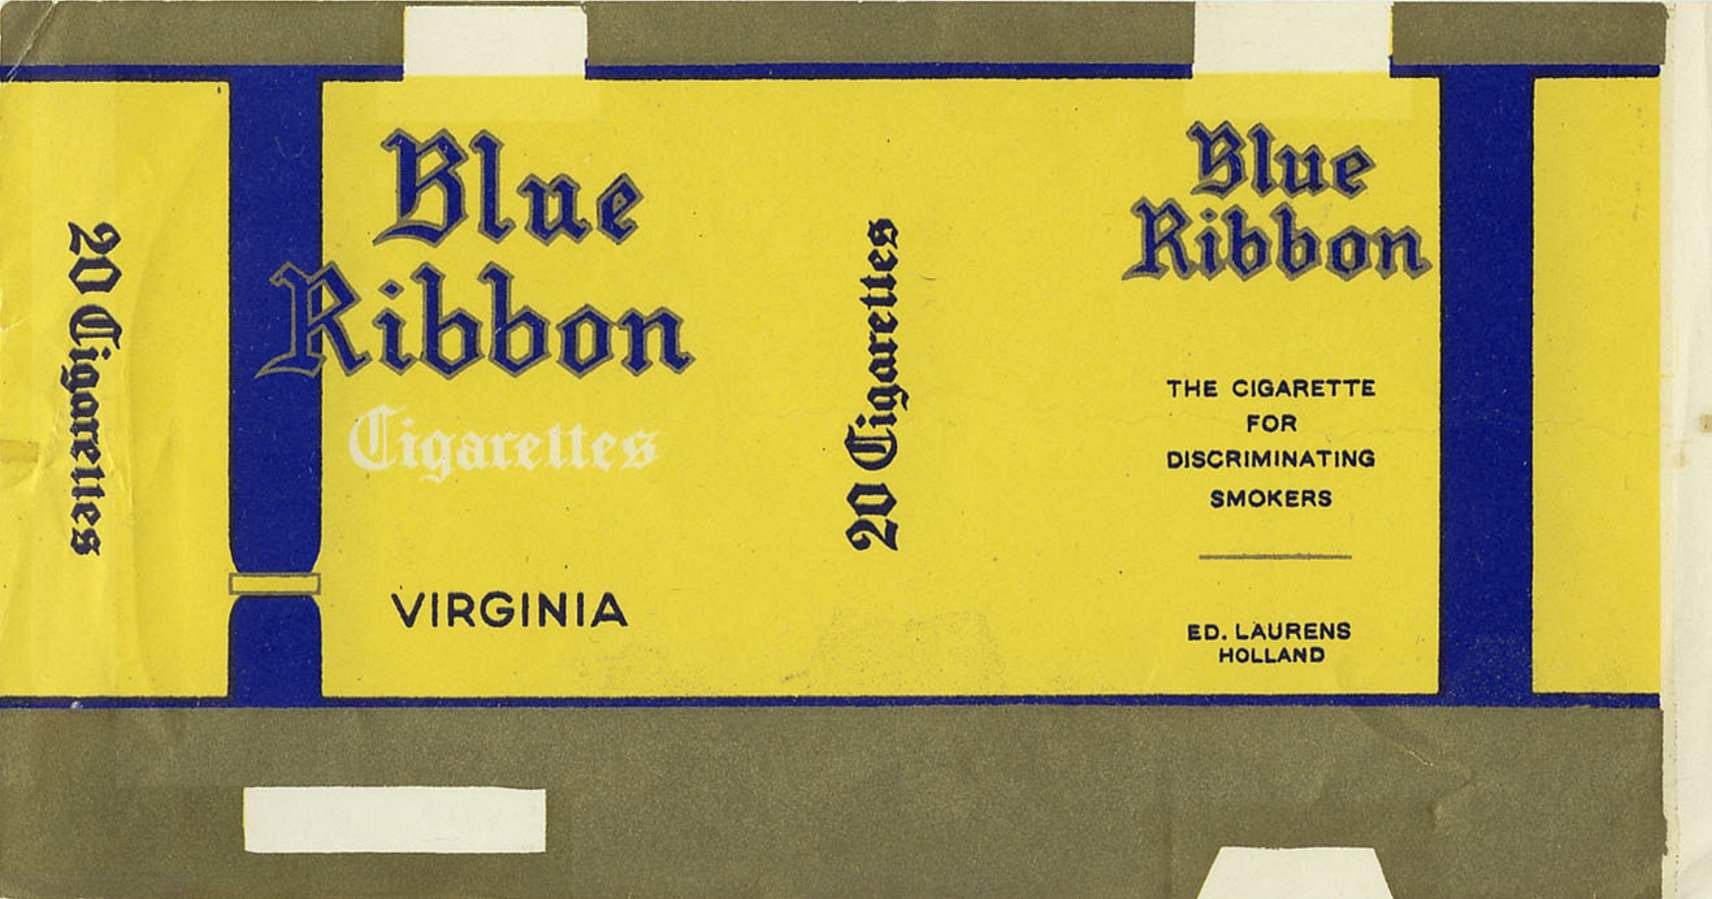 20 Cigarettes
Blue
Ribbon
Cigarettes
VIRGINIA
20 Cigarettes
Blue
Ribbon
THE CIGARETTE
FOR
DISCRIMINATING
SMOKERS
ED. LAURENS
HOLLAND